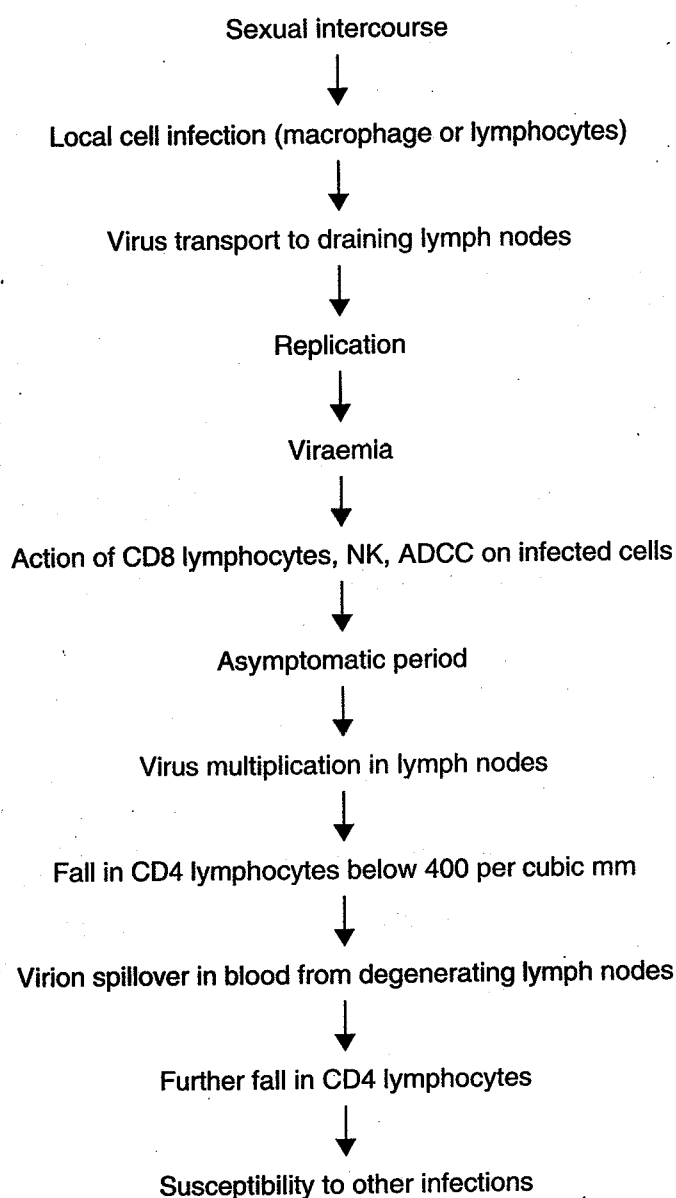 Sexual intercourse
Local cell infection (macrophage or lymphocytes)
Virus transport to draining lymph nodes
Replication
Viraemia
Action of CD8 lymphocytes, NK, ADCC on infected cells
Asymptomatic period
Virus multiplication in lymph nodes
Fall in CD4 lymphocytes below 400 per cubic mm
Virion spillover in blood from degenerating lymph nodes
Further fall in CD4 lymphocytes
Susceptibility to other infections